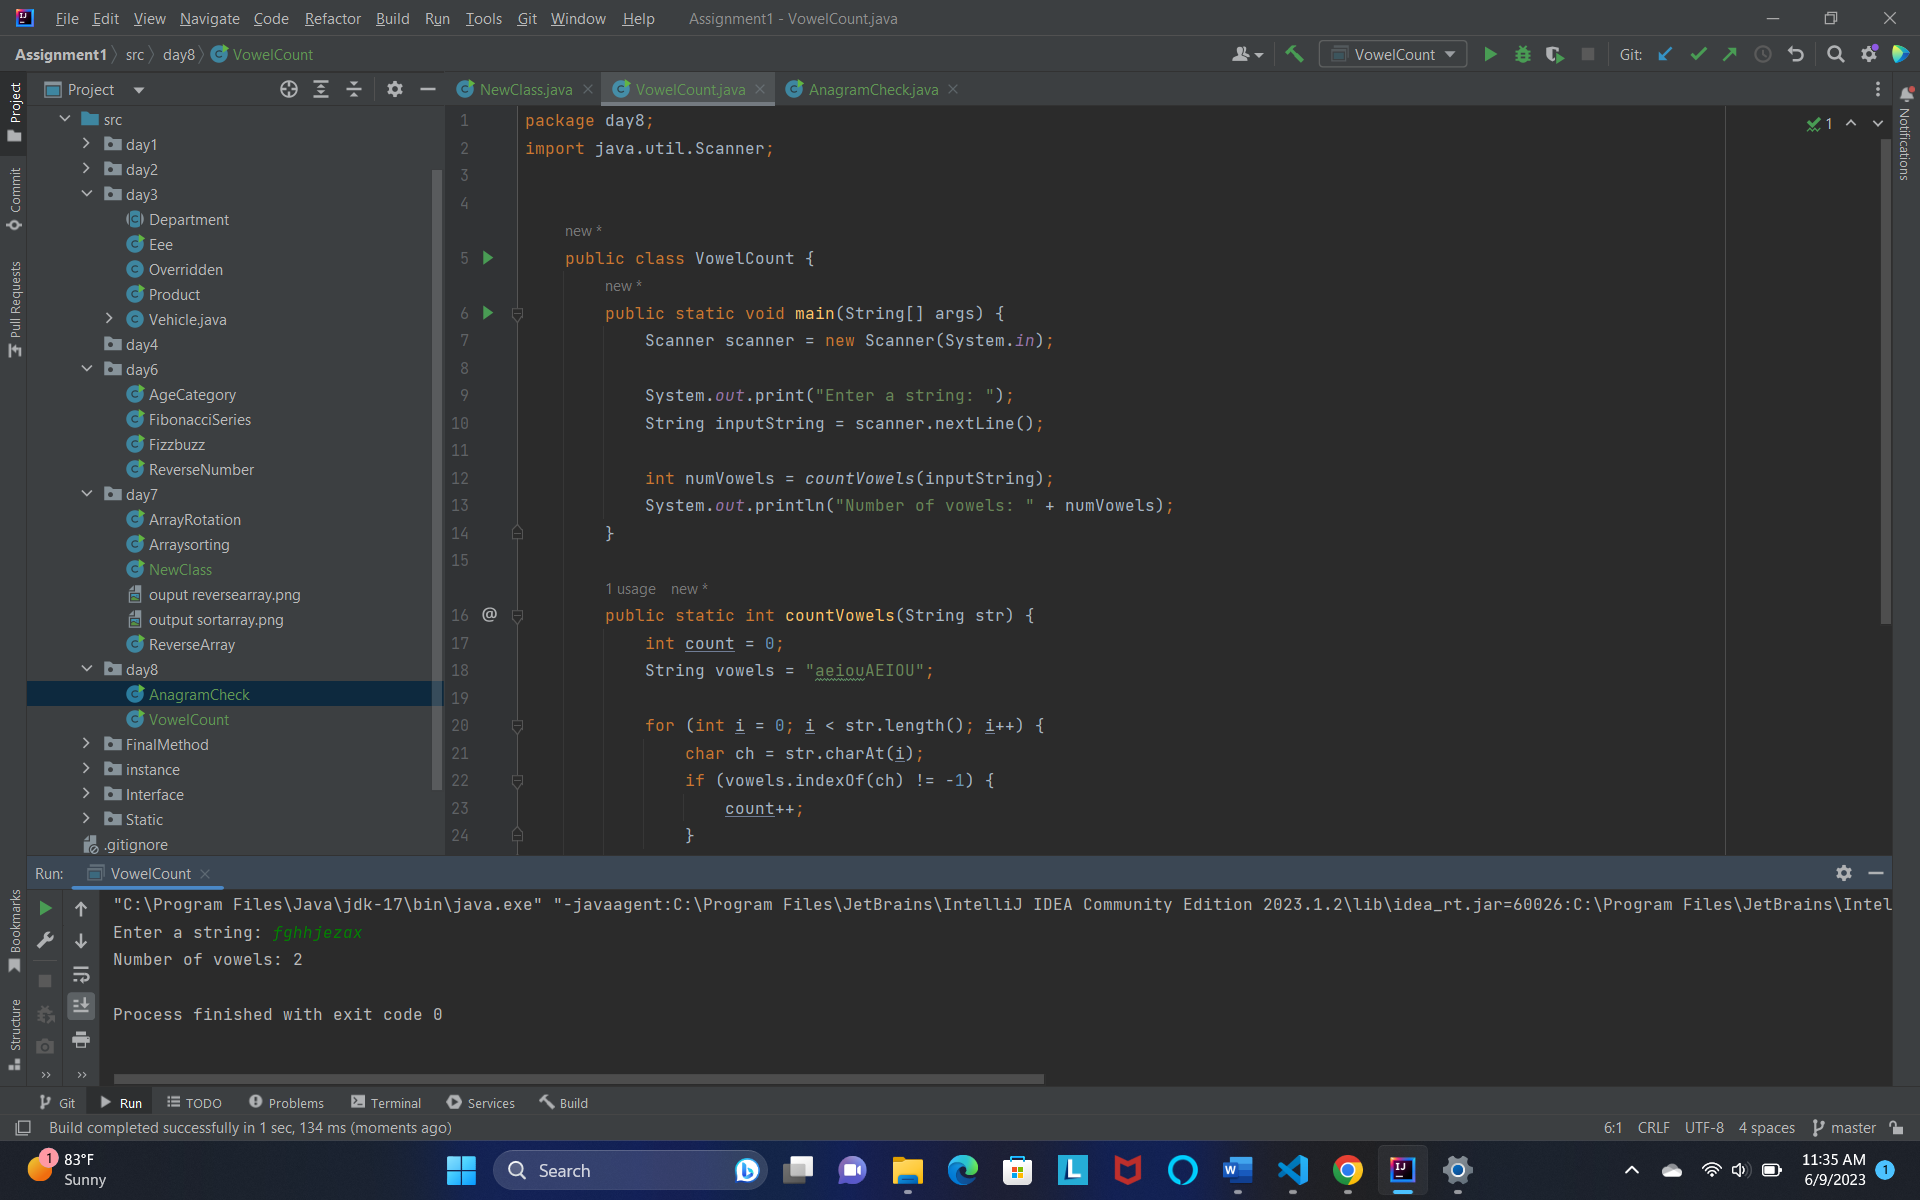 File Edit View Navigate Code Refactor Build Run Tools Git Window Help Assignment1 - VowelCount.java
Assignment1 src day8 VowelCount
VowelCount Git:
Project
NewClass.java VowelCount.java AnagramCheck.java
Project
Commit
Pull Requests
Bookmarks
Structure
Notifications
src
day1
day2
day3
Department
Eee
Overridden
Product
Vehicle.java
day4
day6
AgeCategory
FibonacciSeries
Fizzbuzz
ReverseNumber
day7
ArrayRotation
Arraysorting
NewClass
ouput reversearray.png
output sortarray.png
ReverseArray
day8
AnagramCheck
VowelCount
FinalMethod
instance
Interface
Static
.gitignore
1
1 package day8;
2 import java.util.Scanner;
3
4
new *
5 public class VowelCount {
new *
6 public static void main(String[] args) {
7 Scanner scanner = new Scanner(System.in);
8
9 System.out.print("Enter a string: ");
10 String inputString = scanner.nextLine();
11
12 int numVowels = countVowels(inputString);
13 System.out.println("Number of vowels: " + numVowels);
14 }
15
1 usage new *
16 @ public static int countVowels(String str) {
17 int count = 0;
18 String vowels = "aeiouAEIOU";
19
20 for (int i = 0; i < str.length(); i++) {
21 char ch = str.charAt(i);
22 if (vowels.indexOf(ch) != -1) {
23 count++;
24 }
Run: VowelCount
"C:\Program Files\Java\jdk-17\bin\java.exe" "-javaagent:C:\Program Files\JetBrains\IntelliJ IDEA Community Edition 2023.1.2\lib\idea_rt.jar=60026:C:\Program Files\JetBrains\Intel
Enter a string: fghhjezax
Number of vowels: 2
Process finished with exit code 0
Git Run TODO Problems Terminal Services Build
Build completed successfully in 1 sec, 134 ms (moments ago) 6:1 CRLF UTF-8 4 spaces master
1 83°F
Sunny
Search
11:35 AM
6/9/2023
1